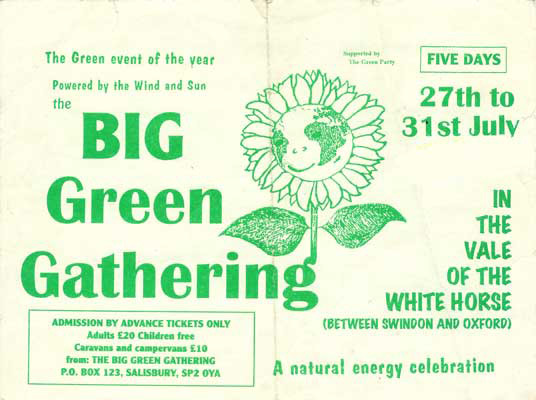 The Green event of the year
Powered by the Wind and Sun
the
BIG
Green
Gathering
Supported by
The Green Party
FIVE DAYS
27th to
31st July
IN
THE
VALE
OF THE
WHITE HORSE
(BETWEEN SWINDON AND OXFORD)
ADMISSION BY ADVANCE TICKETS ONLY
Adults £20 Children free
Caravans and campervans £10
from: THE BIG GREEN GATHERING
P.O. BOX 123, SALISBURY, SP2 0YA
A natural energy celebration